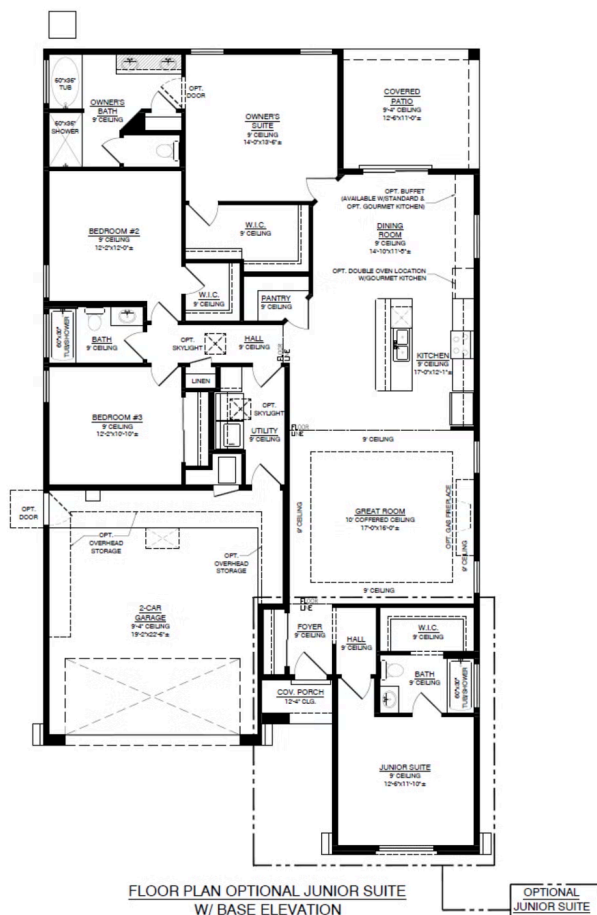 60"x36"
TUB
OWNER'S
BATH
9' CEILING
60"x36"
SHOWER
OPT.
DOOR
OWNER'S
SUITE
9' CEILING
14'-0"x13'-6"±
COVERED
PATIO
9'-4" CEILING
12'-6"x11'-0"±
OPT. BUFFET
(AVAILABLE W/STANDARD &
OPT. GOURMET KITCHEN)
BEDROOM #2
9' CEILING
12'-2"x12'-0"±
W.I.C.
9' CEILING
DINING
ROOM
9' CEILING
14'-10"x11'-5"±
OPT. DOUBLE OVEN LOCATION
W/GOURMET KITCHEN
W.I.C.
9' CEILING
PANTRY
9' CEILING
60"x30"
TUB/SHOWER
BATH
9' CEILING
OPT.
SKYLIGHT
HALL
9' CEILING
FLOOR
LINE
KITCHEN
9' CEILING
17'-0"x12'-1"±
LINEN
OPT.
SKYLIGHT
BEDROOM #3
9' CEILING
12'-2"x10'-10"±
UTILITY
9' CEILING
FLOOR
LINE
9' CEILING
OPT.
DOOR
OPT.
OVERHEAD
STORAGE
OPT.
OVERHEAD
STORAGE
9' CEILING
GREAT ROOM
10' COFFERED CEILING
17'-0"x16'-0"±
OPT. GAS FIREPLACE
9' CEILING
9' CEILING
2-CAR
GARAGE
9'-4" CEILING
19'-2"x22'-6"±
FLOOR
LINE
FOYER
9' CEILING
HALL
9' CEILING
W.I.C.
9' CEILING
BATH
9' CEILING
60"x30"
TUB/SHOWER
COV. PORCH
12'-4" CLG.
JUNIOR SUITE
9' CEILING
12'-6"x11'-10"±
FLOOR PLAN OPTIONAL JUNIOR SUITE
W/ BASE ELEVATION
OPTIONAL
JUNIOR SUITE